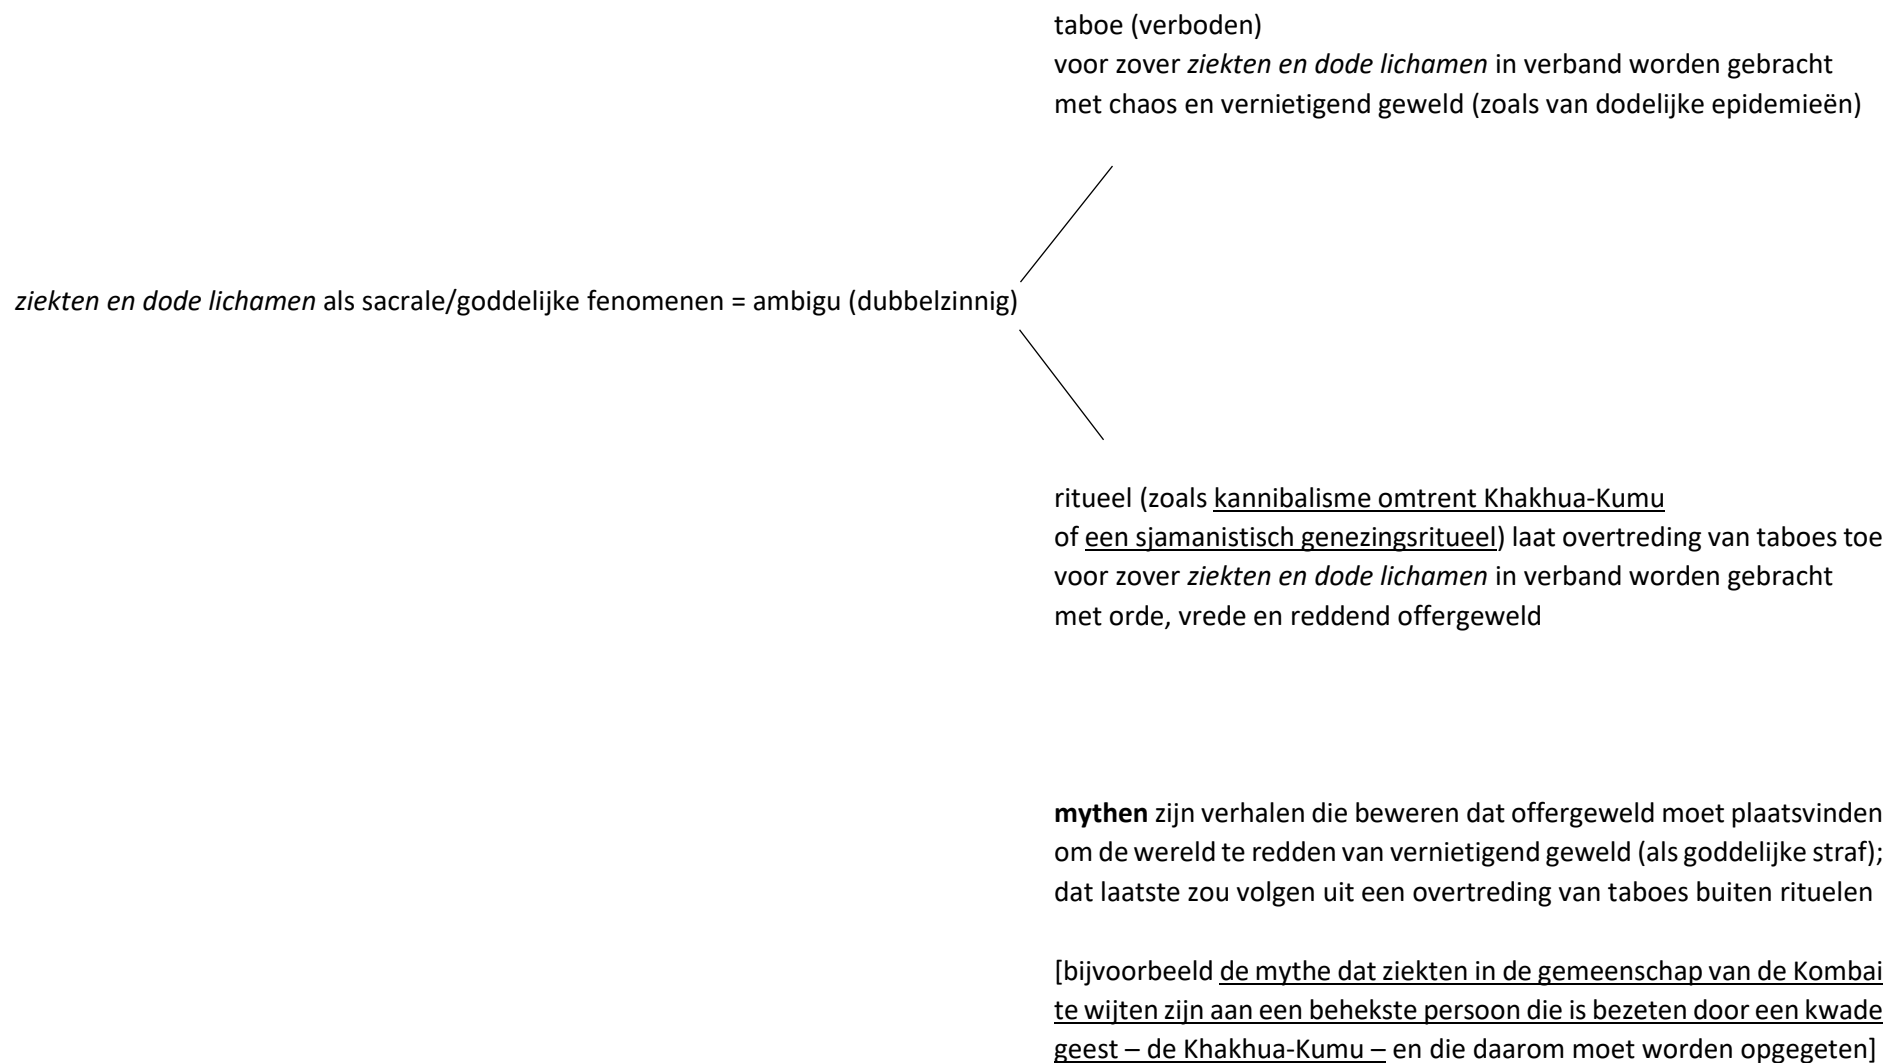 taboe (verboden)
voor zover ziekten en dode lichamen in verband worden gebracht
met chaos en vernietigend geweld (zoals van dodelijke epidemieën)
ziekten en dode lichamen als sacrale/goddelijke fenomenen = ambigu (dubbelzinnig)
ritueel (zoals kannibalisme omtrent Khakhua-Kumu
of een sjamanistisch genezingsritueel) laat overtreding van taboes toe
voor zover ziekten en dode lichamen in verband worden gebracht
met orde, vrede en reddend offergeweld
mythen zijn verhalen die beweren dat offergeweld moet plaatsvinden
om de wereld te redden van vernietigend geweld (als goddelijke straf);
dat laatste zou volgen uit een overtreding van taboes buiten rituelen
[bijvoorbeeld de mythe dat ziekten in de gemeenschap van de Kombai
te wijten zijn aan een behekste persoon die is bezeten door een kwade
geest – de Khakhua-Kumu – en die daarom moet worden opgegeten]